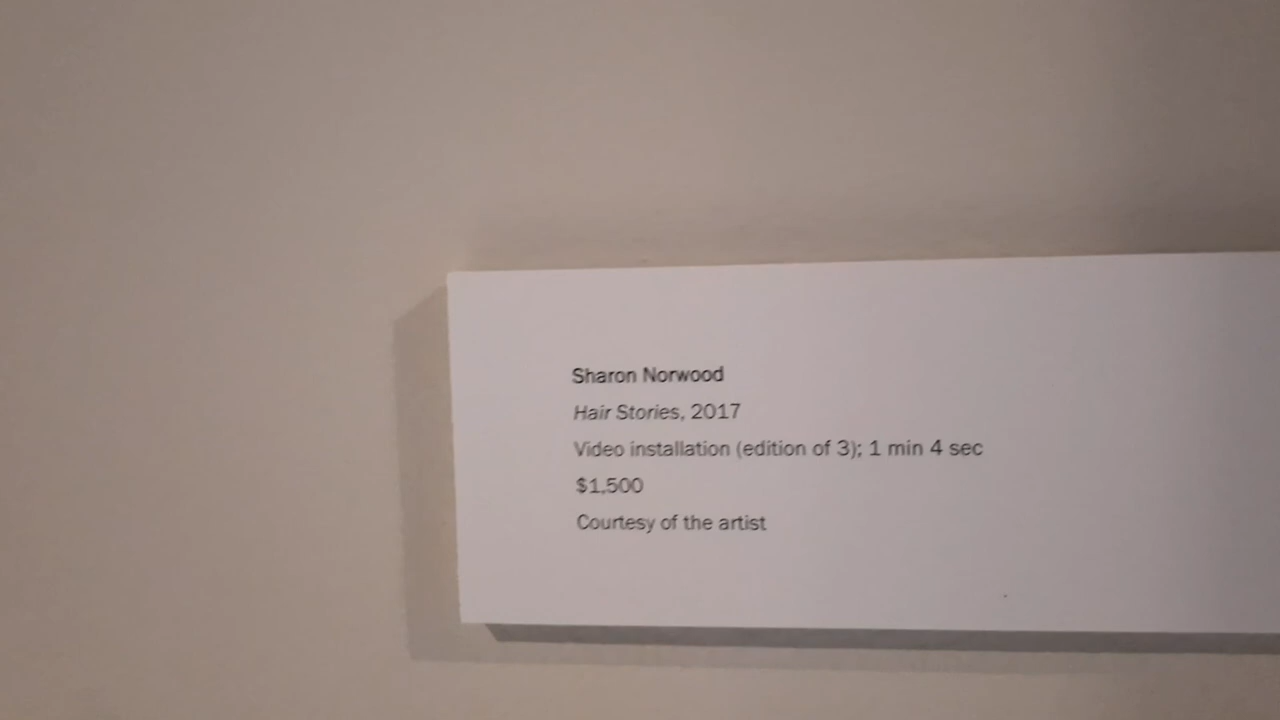 Sharon Norwood
Hair Stories, 2017
Video installation (edition of 3); 1 min 4 sec
$1,500
Courtesy of the artist